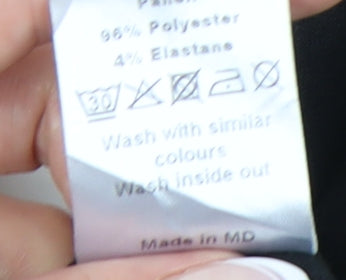 96% Polyester
4% Elastane
30
Wash with similar
colours
Wash inside out
Made in MD